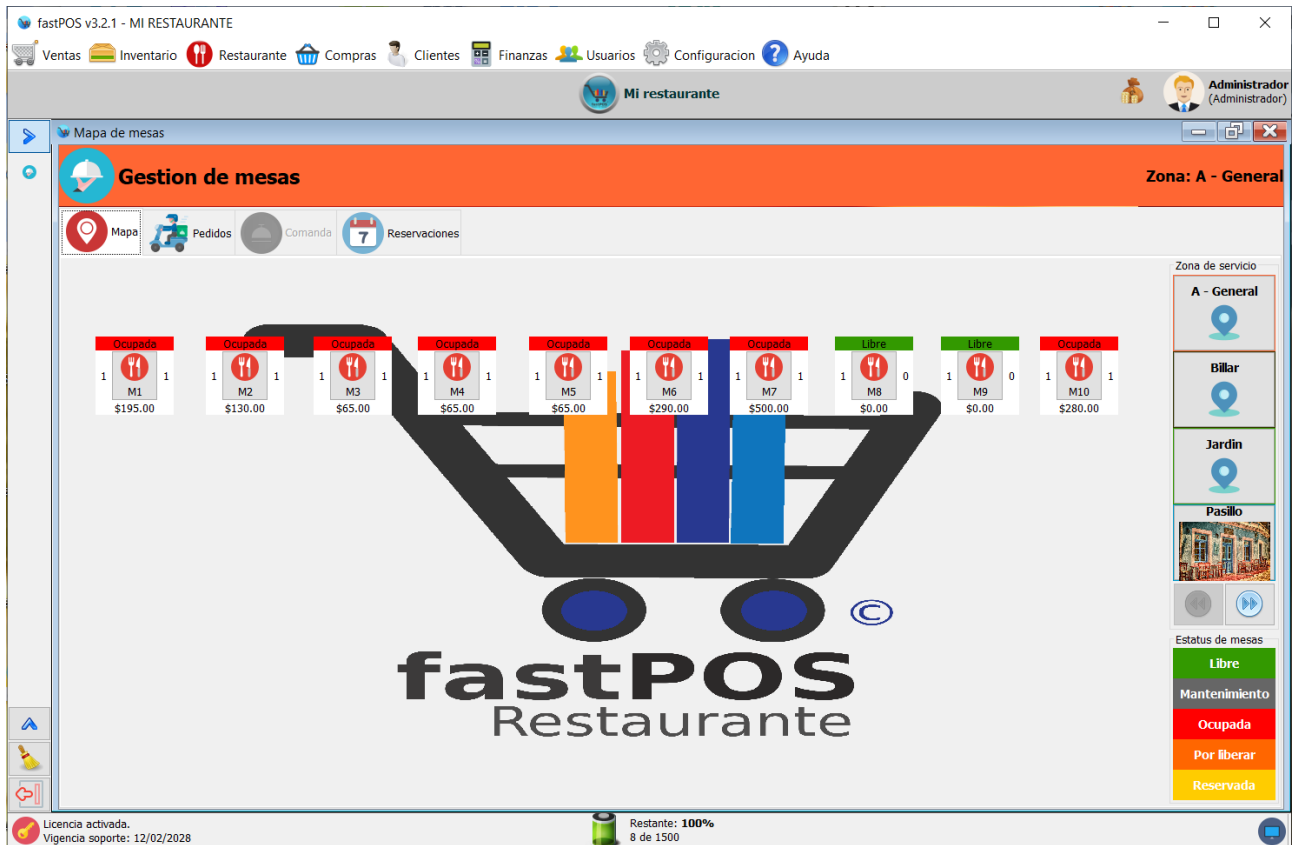 fastPOS v3.2.1 - MI RESTAURANTE
Ventas Inventario Restaurante Compras Clientes Finanzas Usuarios Configuracion Ayuda
Mi restaurante
Administrador
(Administrador)
Mapa de mesas
Gestion de mesas
Zona: A - General
Mapa Pedidos Comanda 7 Reservaciones
Zona de servicio
A - General
Billar
Jardin
Pasillo
Ocupada Ocupada Ocupada Ocupada Ocupada Ocupada Ocupada Libre Libre Ocupada
1 1 1 1 1 1 1 1 1 1 1 1 1 1 1 0 1 0 1 1
M1 M2 M3 M4 M5 M6 M7 M8 M9 M10
$195.00 $130.00 $65.00 $65.00 $65.00 $290.00 $500.00 $0.00 $0.00 $280.00
©
fastPOS
Restaurante
Estatus de mesas
Libre
Mantenimiento
Ocupada
Por liberar
Reservada
Licencia activada.
Vigencia soporte: 12/02/2028
Restante: 100%
8 de 1500